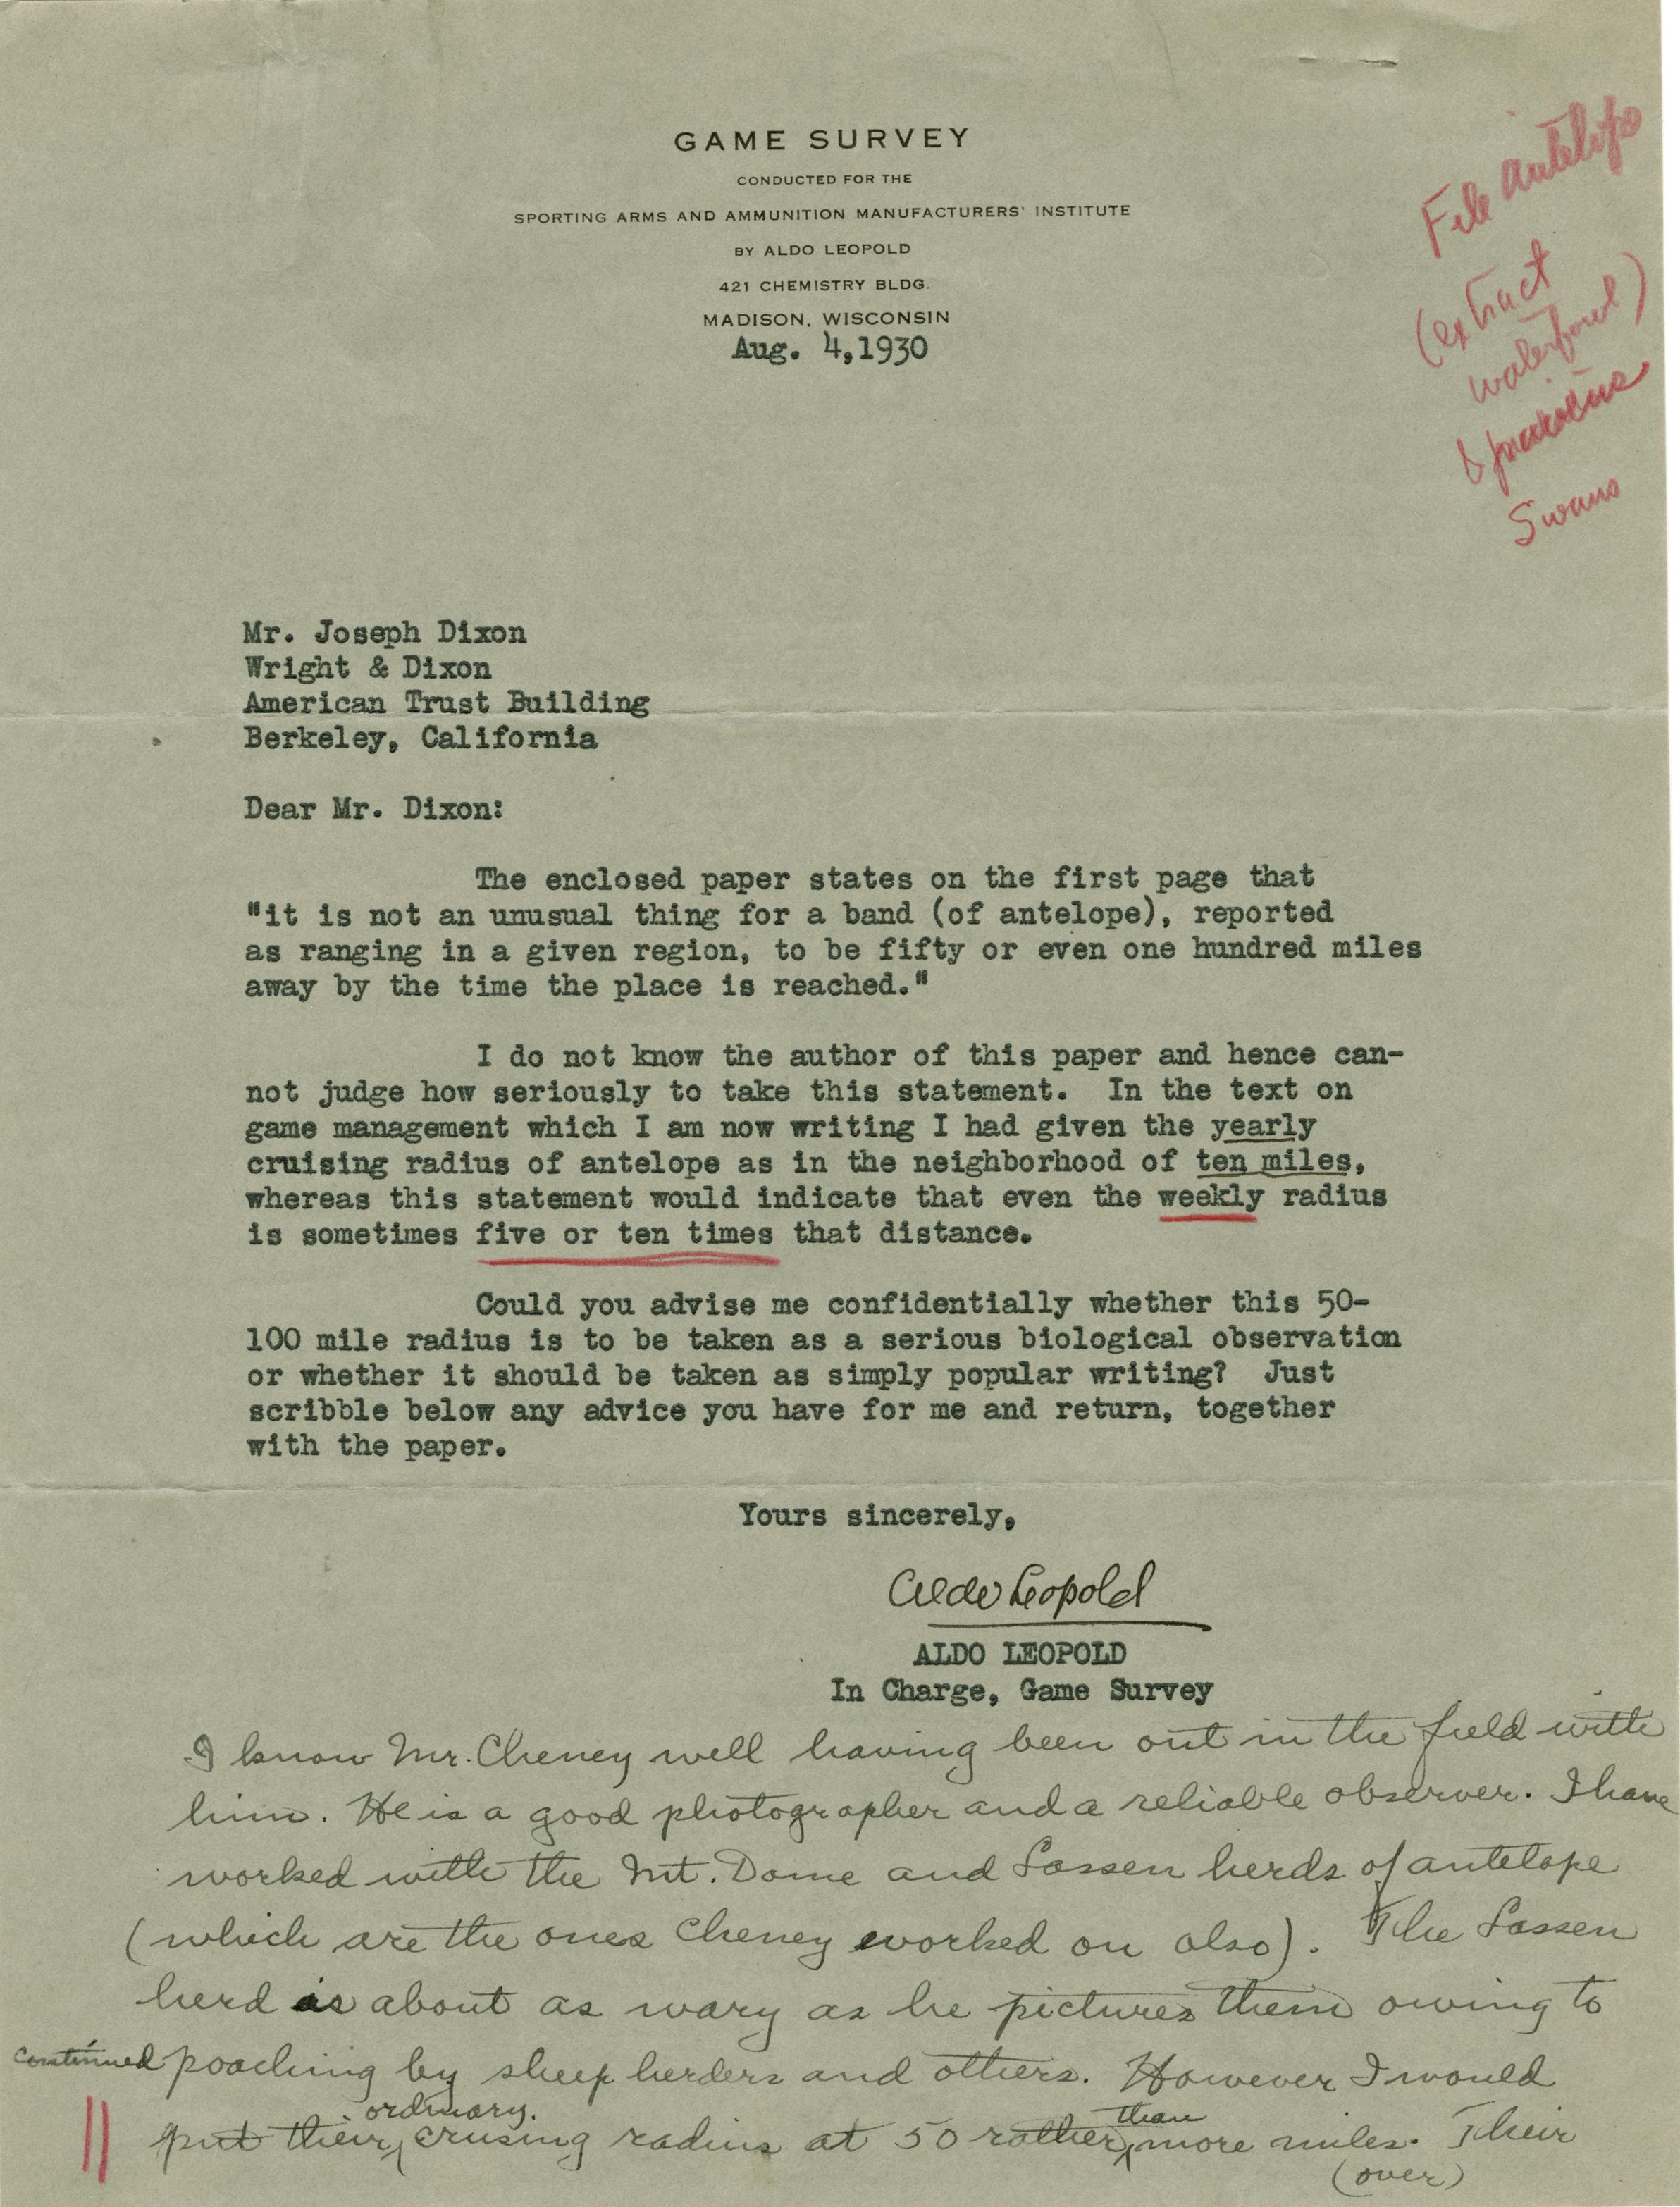 GAME SURVEY
CONDUCTED FOR THE
SPORTING ARMS AND AMMUNITION MANUFACTURERS' INSTITUTE
BY ALDO LEOPOLD
421 CHEMISTRY BLDG.
MADISON, WISCONSIN
Aug. 4,1930
File Antelope
(extract
waterfowl)
&
Swans
Mr. Joseph Dixon
Wright & Dixon
American Trust Building
Berkeley, California
Dear Mr. Dixon:
The enclosed paper states on the first page that
"it is not an unusual thing for a band (of antelope), reported
as ranging in a given region, to be fifty or even one hundred miles
away by the time the place is reached."
I do not know the author of this paper and hence can-
not judge how seriously to take this statement. In the text on
game management which I am now writing I had given the yearly
cruising radius of antelope as in the neighborhood of ten miles,
whereas this statement would indicate that even the weekly radius
is sometimes five or ten times that distance.
Could you advise me confidentially whether this 50-
100 mile radius is to be taken as a serious biological observation
or whether it should be taken as simply popular writing? Just
scribble below any advice you have for me and return, together
with the paper.
Yours sincerely,
Aldo Leopold
ALDO LEOPOLD
In Charge, Game Survey
I know Mr. Cheney well having been out in the field with
him. He is a good photographer and a reliable observer. I have
worked with the Mt. Dome and Lassen herds of antelope
(which are the ones Cheney worked on also). The Lassen
herd is about as wary as he pictures them owing to
continued poaching by sheep herders and others. However I would
put their ordinary crusing radius at 50 rather than more miles. Their
(over)